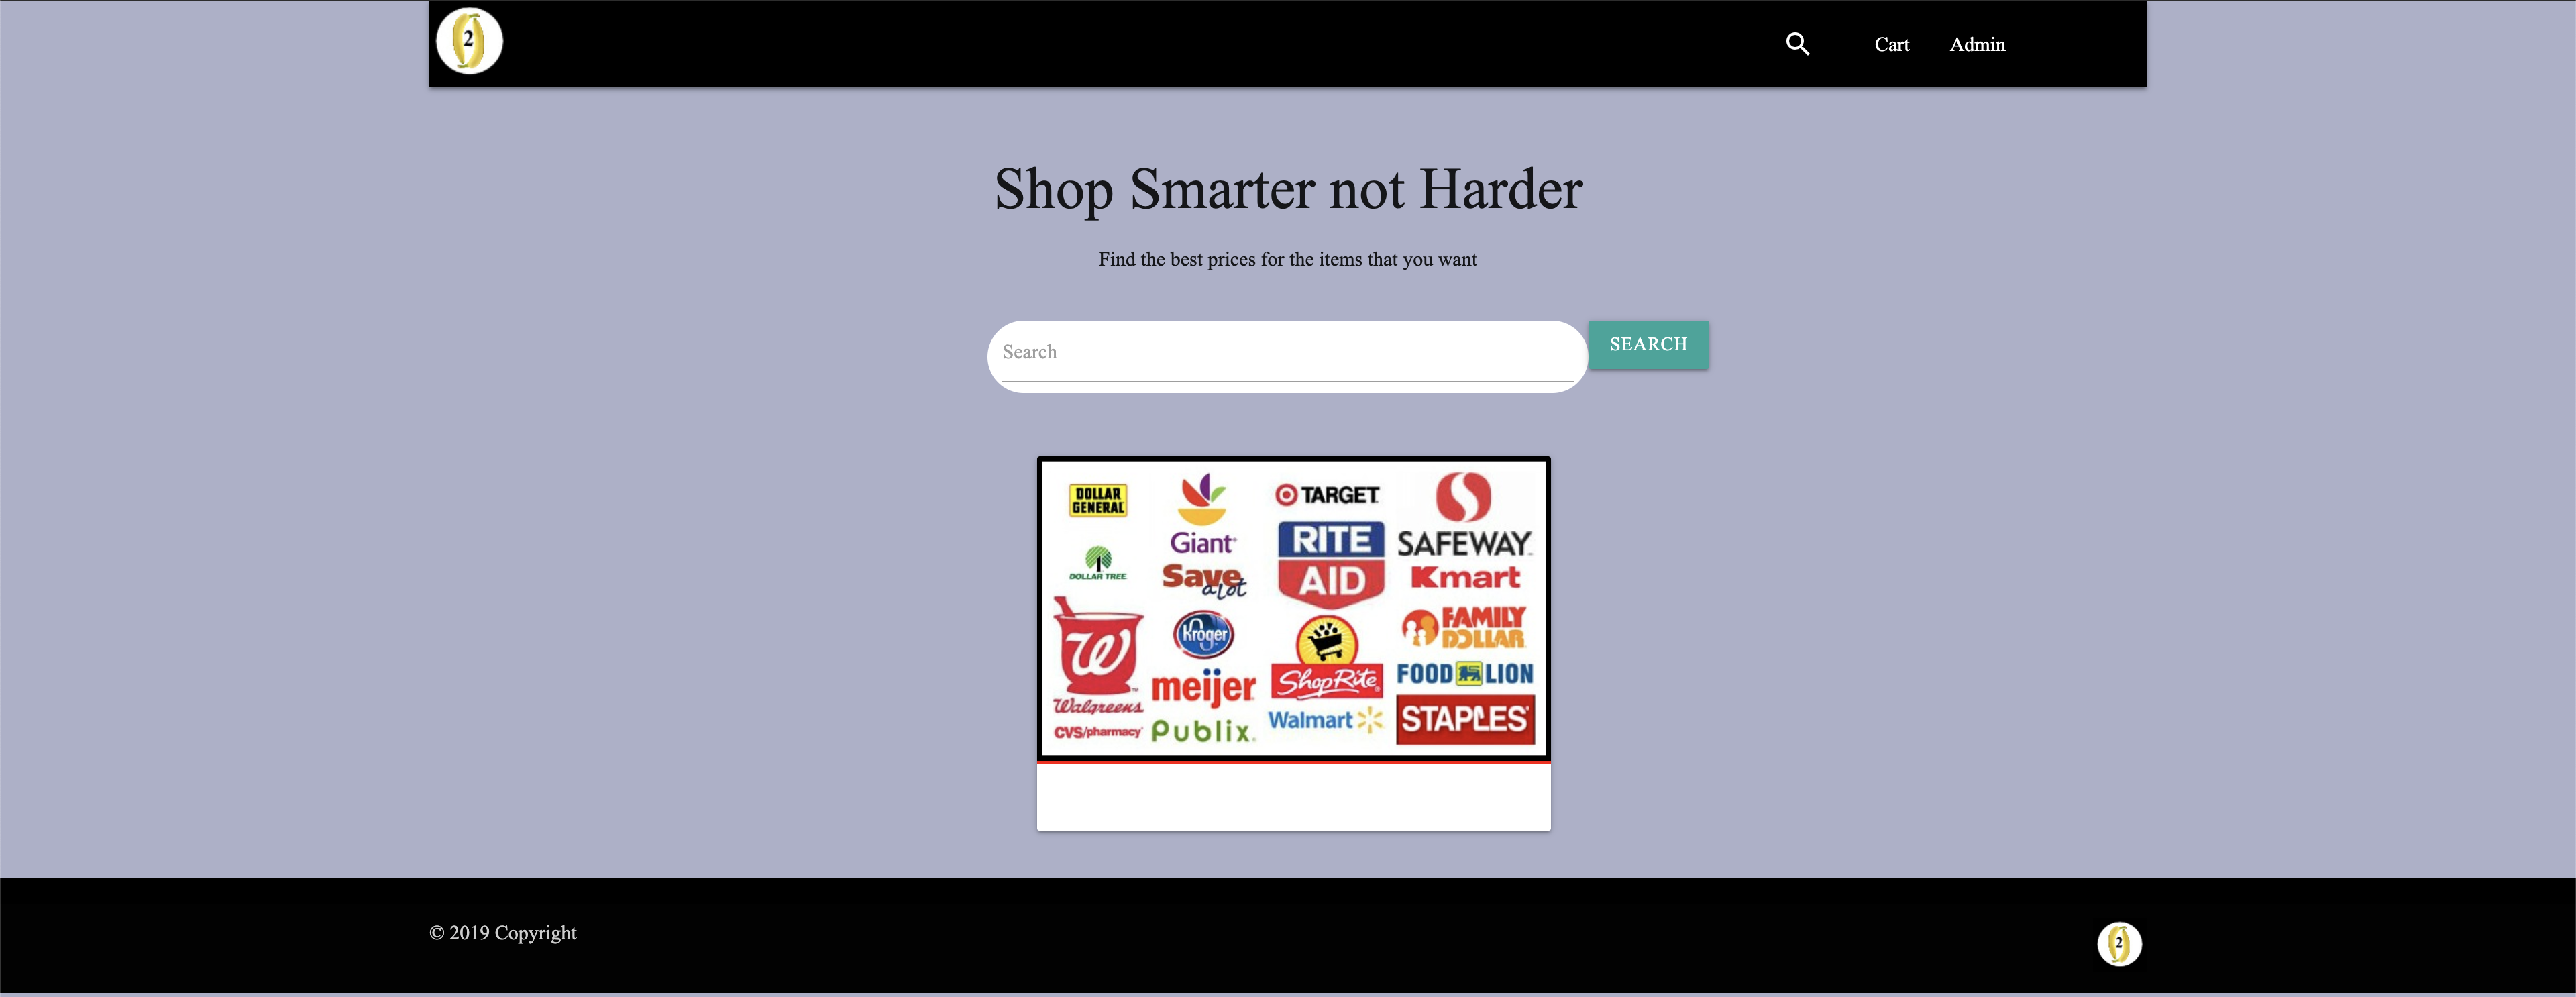 2
Cart Admin
Shop Smarter not Harder
Find the best prices for the items that you want
Search
SEARCH
DOLLAR
GENERAL
DOLLAR TREE
W
Walgreens
CVS/pharmacy
Giant
Save
a lot
Kroger
meijer
Publix
TARGET
RITE
AID
ShopRite
Walmart
SAFEWAY
Kmart
FAMILY
DOLLAR
FOOD LION
STAPLES
© 2019 Copyright
2